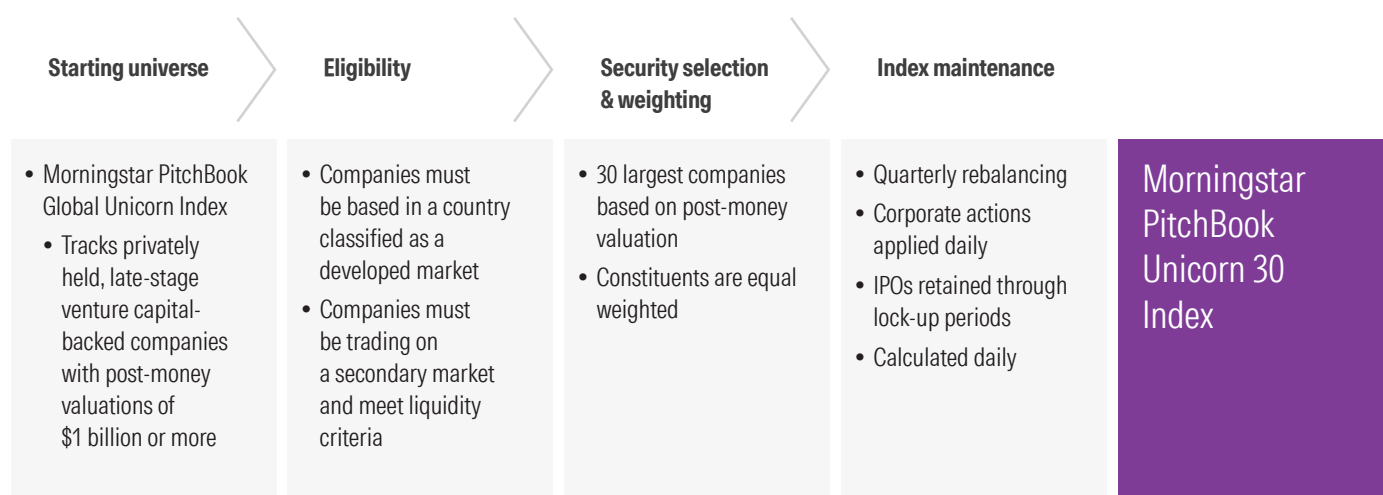 Starting universe
Eligibility
Security selection
& weighting
Index maintenance
• Morningstar PitchBook
Global Unicorn Index
• Tracks privately
held, late-stage
venture capital-
backed companies
with post-money
valuations of
$1 billion or more
• Companies must
be based in a country
classified as a
developed market
• Companies must
be trading on
a secondary market
and meet liquidity
criteria
• 30 largest companies
based on post-money
valuation
• Constituents are equal
weighted
• Quarterly rebalancing
• Corporate actions
applied daily
• IPOs retained through
lock-up periods
• Calculated daily
Morningstar
PitchBook
Unicorn 30
Index